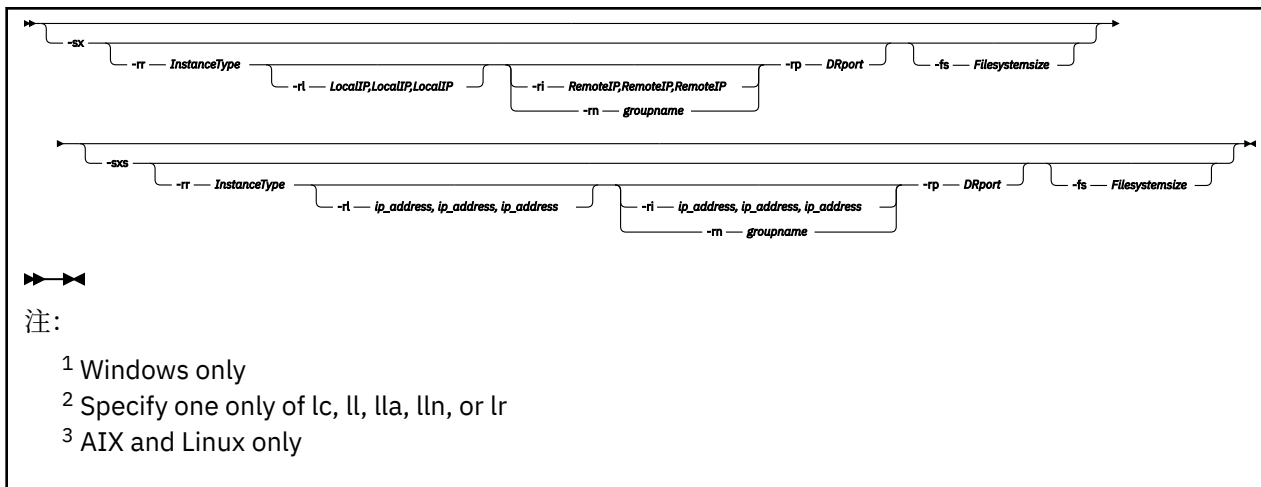 -sx
-rr InstanceType -rp DRport -fs Filesystemsize
-rl LocalIP,LocalIP,LocalIP -ri RemoteIP,RemoteIP,RemoteIP
-rn groupname
-sxs
-rr InstanceType -rp DRport -fs Filesystemsize
-rl ip_address, ip_address, ip_address -ri ip_address, ip_address, ip_address
-rn groupname
注:
1 Windows only
2 Specify one only of lc, ll, lla, lln, or lr
3 AIX and Linux only